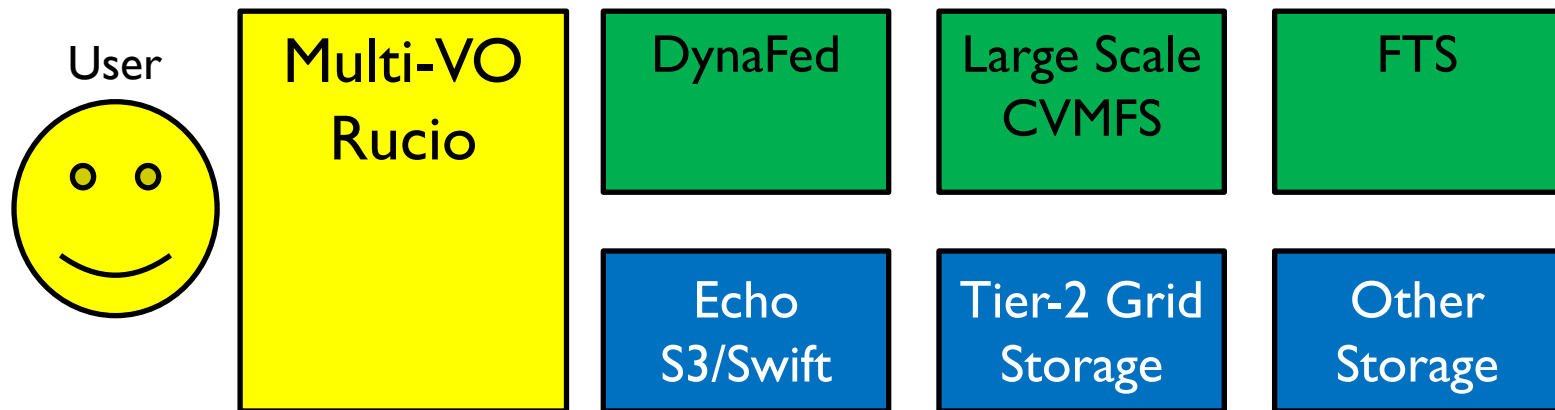 User
Multi-VO
Rucio
DynaFed
Large Scale
CVMFS
FTS
Echo
S3/Swift
Tier-2 Grid
Storage
Other
Storage